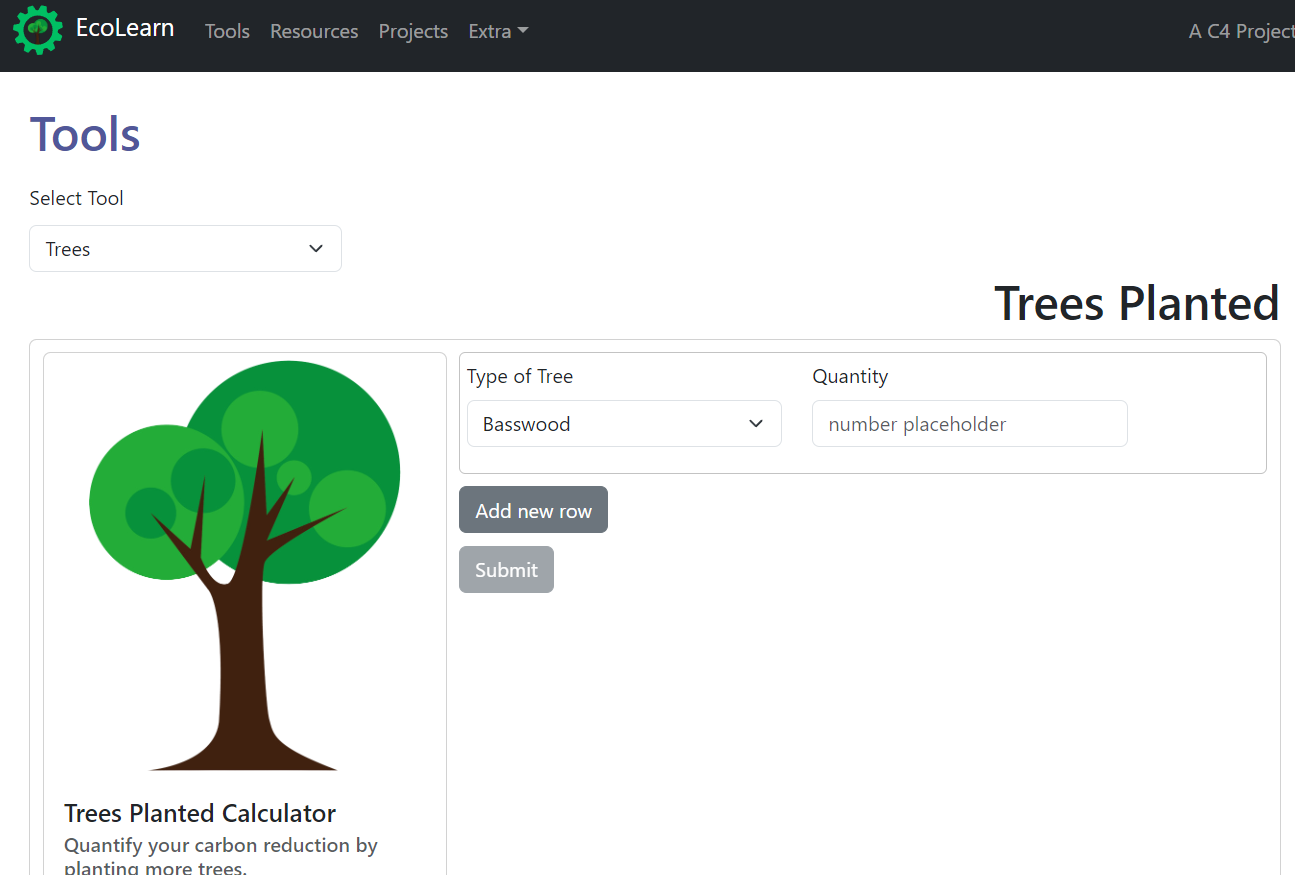 EcoLearn Tools Resources Projects Extra A C4 Project
Tools
Select Tool
Trees
Trees Planted
Type of Tree Quantity
Basswood number placeholder
Add new row
Submit
Trees Planted Calculator
Quantify your carbon reduction by
planting more trees.